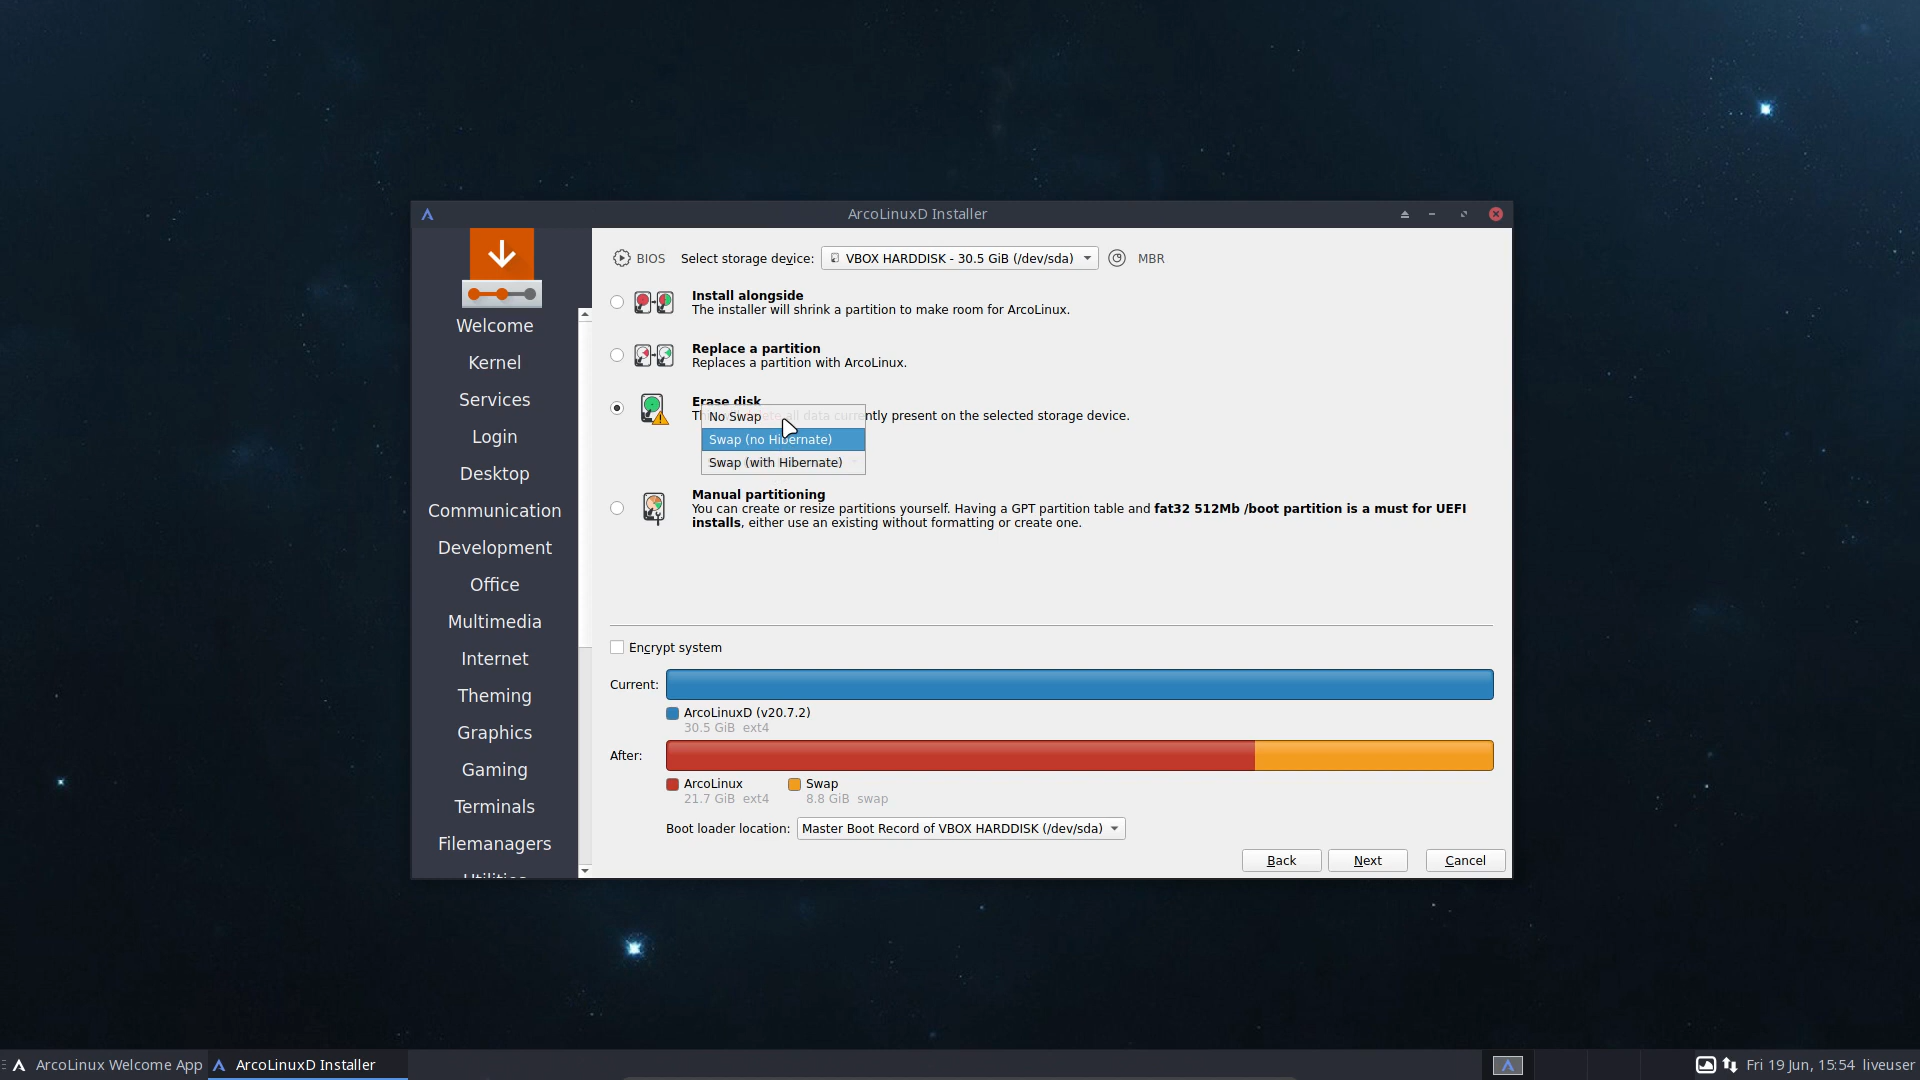 ArcoLinuxD Installer
BIOS Select storage device: VBOX HARDDISK - 30.5 GiB (/dev/sda) MBR
Install alongside
The installer will shrink a partition to make room for ArcoLinux.
Replace a partition
Replaces a partition with ArcoLinux.
Erase disk
No Swap all data currently present on the selected storage device.
Swap (no Hibernate)
Swap (with Hibernate)
Manual partitioning
You can create or resize partitions yourself. Having a GPT partition table and fat32 512Mb /boot partition is a must for UEFI
installs, either use an existing without formatting or create one.
Encrypt system
Current:
ArcoLinuxD (v20.7.2)
30.5 GiB ext4
After:
ArcoLinux Swap
21.7 GiB ext4 8.8 GiB swap
Boot loader location: Master Boot Record of VBOX HARDDISK (/dev/sda)
Back Next Cancel
Welcome
Kernel
Services
Login
Desktop
Communication
Development
Office
Multimedia
Internet
Theming
Graphics
Gaming
Terminals
Filemanagers
Utilities
ArcoLinux Welcome App ArcoLinuxD Installer Fri 19 Jun, 15:54 liveuser